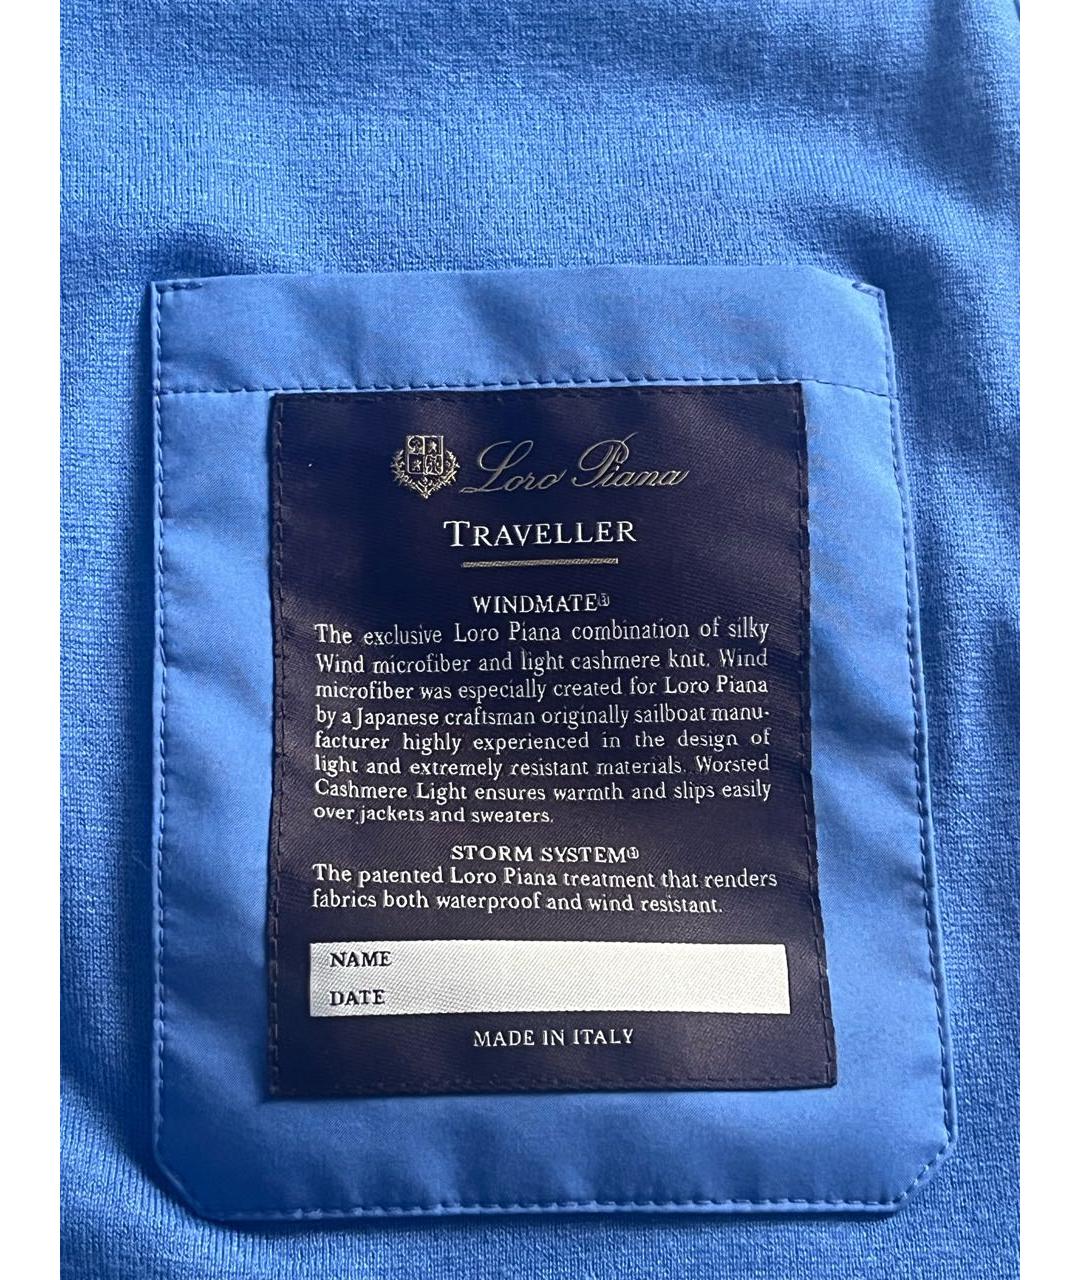 Loro Piana
TRAVELLER
WINDMATE®
The exclusive Loro Piana combination of silky
Wind microfiber and light cashmere knit. Wind
microfiber was especially created for Loro Piana
by a Japanese craftsman originally sailboat manu-
facturer highly experienced in the design of
light and extremely resistant materials. Worsted
Cashmere Light ensures warmth and slips easily
over jackets and sweaters.
STORM SYSTEM®
The patented Loro Piana treatment that renders
fabrics both waterproof and wind resistant.
NAME
DATE
MADE IN ITALY